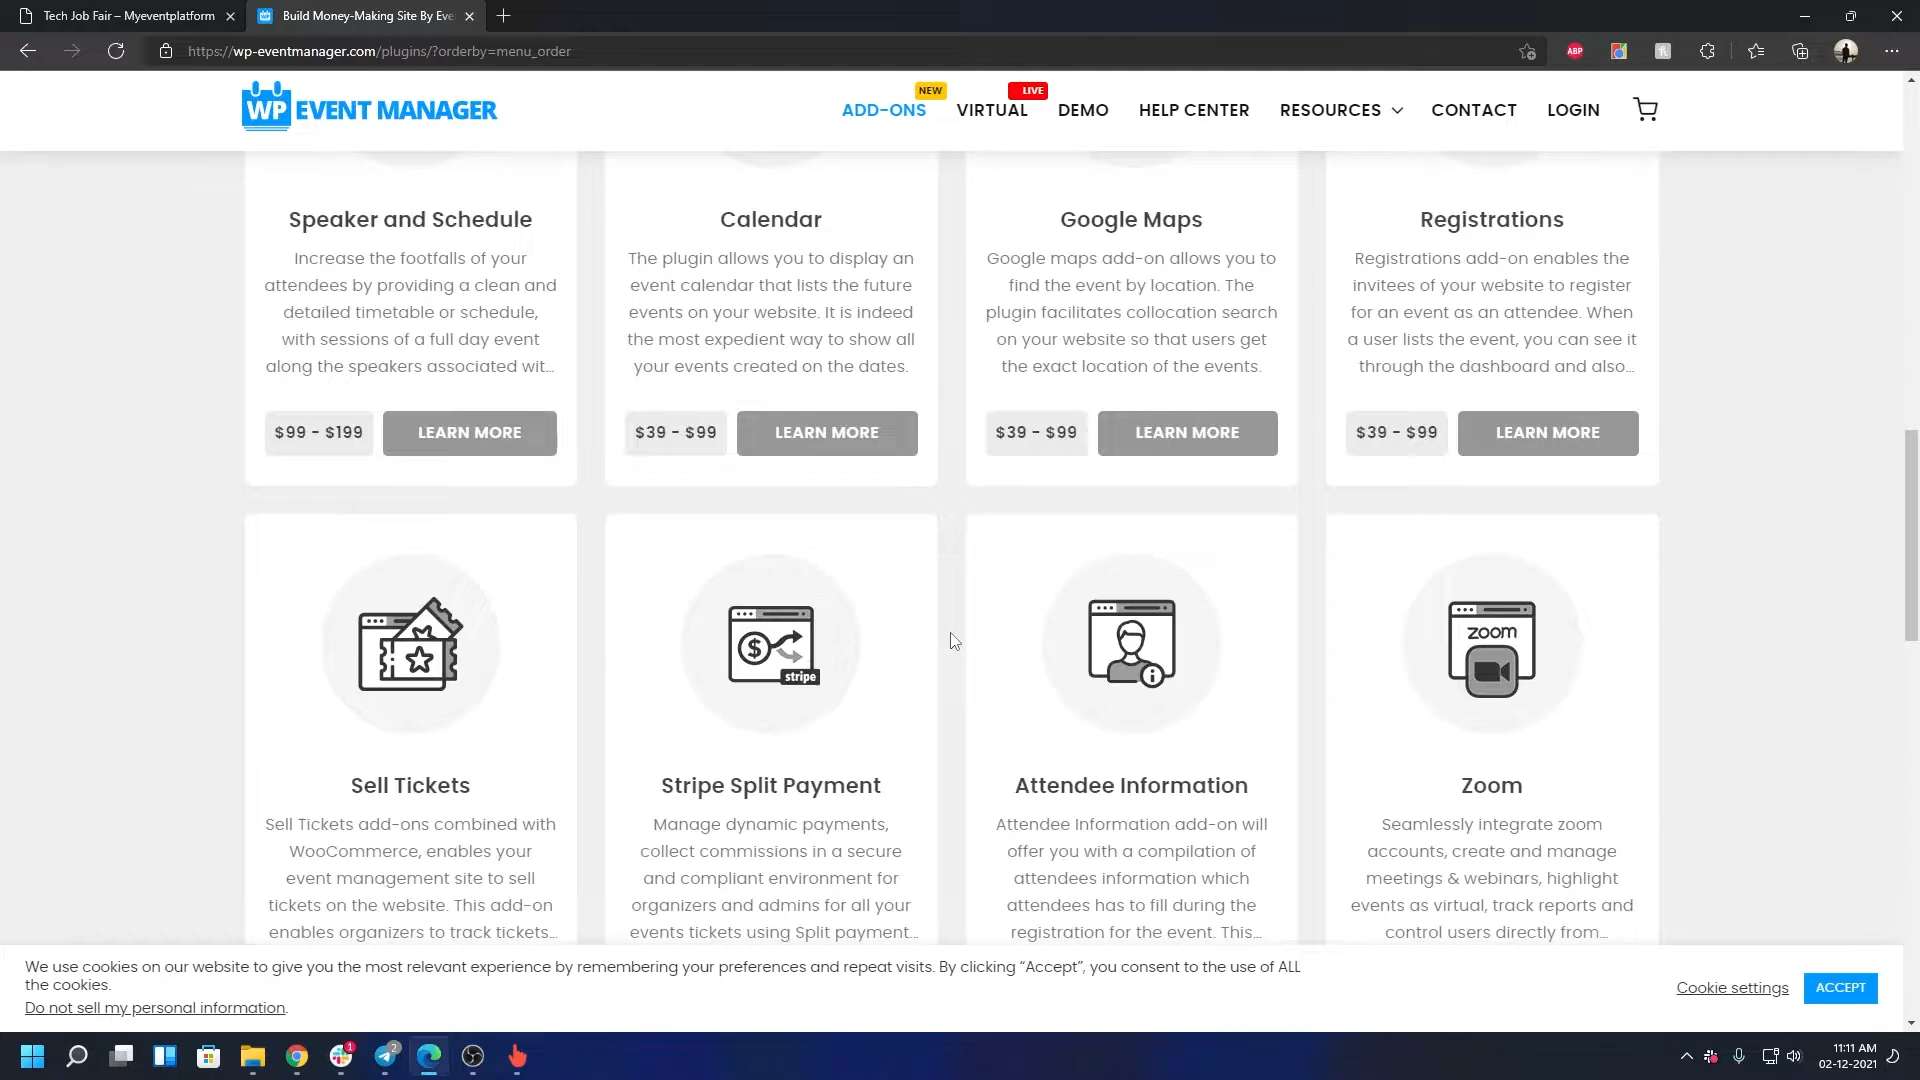 Tech Job Fair – Myeventplatform
Build Money-Making Site By Eve
https://wp-eventmanager.com/plugins/?orderby=menu_order
ABP
WP EVENT MANAGER
ADD-ONS
NEW
VIRTUAL
LIVE
DEMO
HELP CENTER
RESOURCES
CONTACT
LOGIN
Speaker and Schedule
Increase the footfalls of your
attendees by providing a clean and
detailed timetable or schedule,
with sessions of a full day event
along the speakers associated wit...
$99 - $199
LEARN MORE
Calendar
The plugin allows you to display an
event calendar that lists the future
events on your website. It is indeed
the most expedient way to show all
your events created on the dates.
$39 - $99
LEARN MORE
Google Maps
Google maps add-on allows you to
find the event by location. The
plugin facilitates collocation search
on your website so that users get
the exact location of the events.
$39 - $99
LEARN MORE
Registrations
Registrations add-on enables the
invitees of your website to register
for an event as an attendee. When
a user lists the event, you can see it
through the dashboard and also...
$39 - $99
LEARN MORE
Sell Tickets
Sell Tickets add-ons combined with
WooCommerce, enables your
event management site to sell
tickets on the website. This add-on
enables organizers to track tickets...
$
stripe
Stripe Split Payment
Manage dynamic payments,
collect commissions in a secure
and compliant environment for
organizers and admins for all your
events tickets using Split payment...
i
Attendee Information
Attendee Information add-on will
offer you with a compilation of
attendees information which
attendees has to fill during the
registration for the event. This...
zoom
Zoom
Seamlessly integrate zoom
accounts, create and manage
meetings & webinars, highlight
events as virtual, track reports and
control users directly from...
We use cookies on our website to give you the most relevant experience by remembering your preferences and repeat visits. By clicking “Accept”, you consent to the use of ALL
the cookies.
Do not sell my personal information.
Cookie settings
ACCEPT
1
2
11:11 AM
02-12-2021